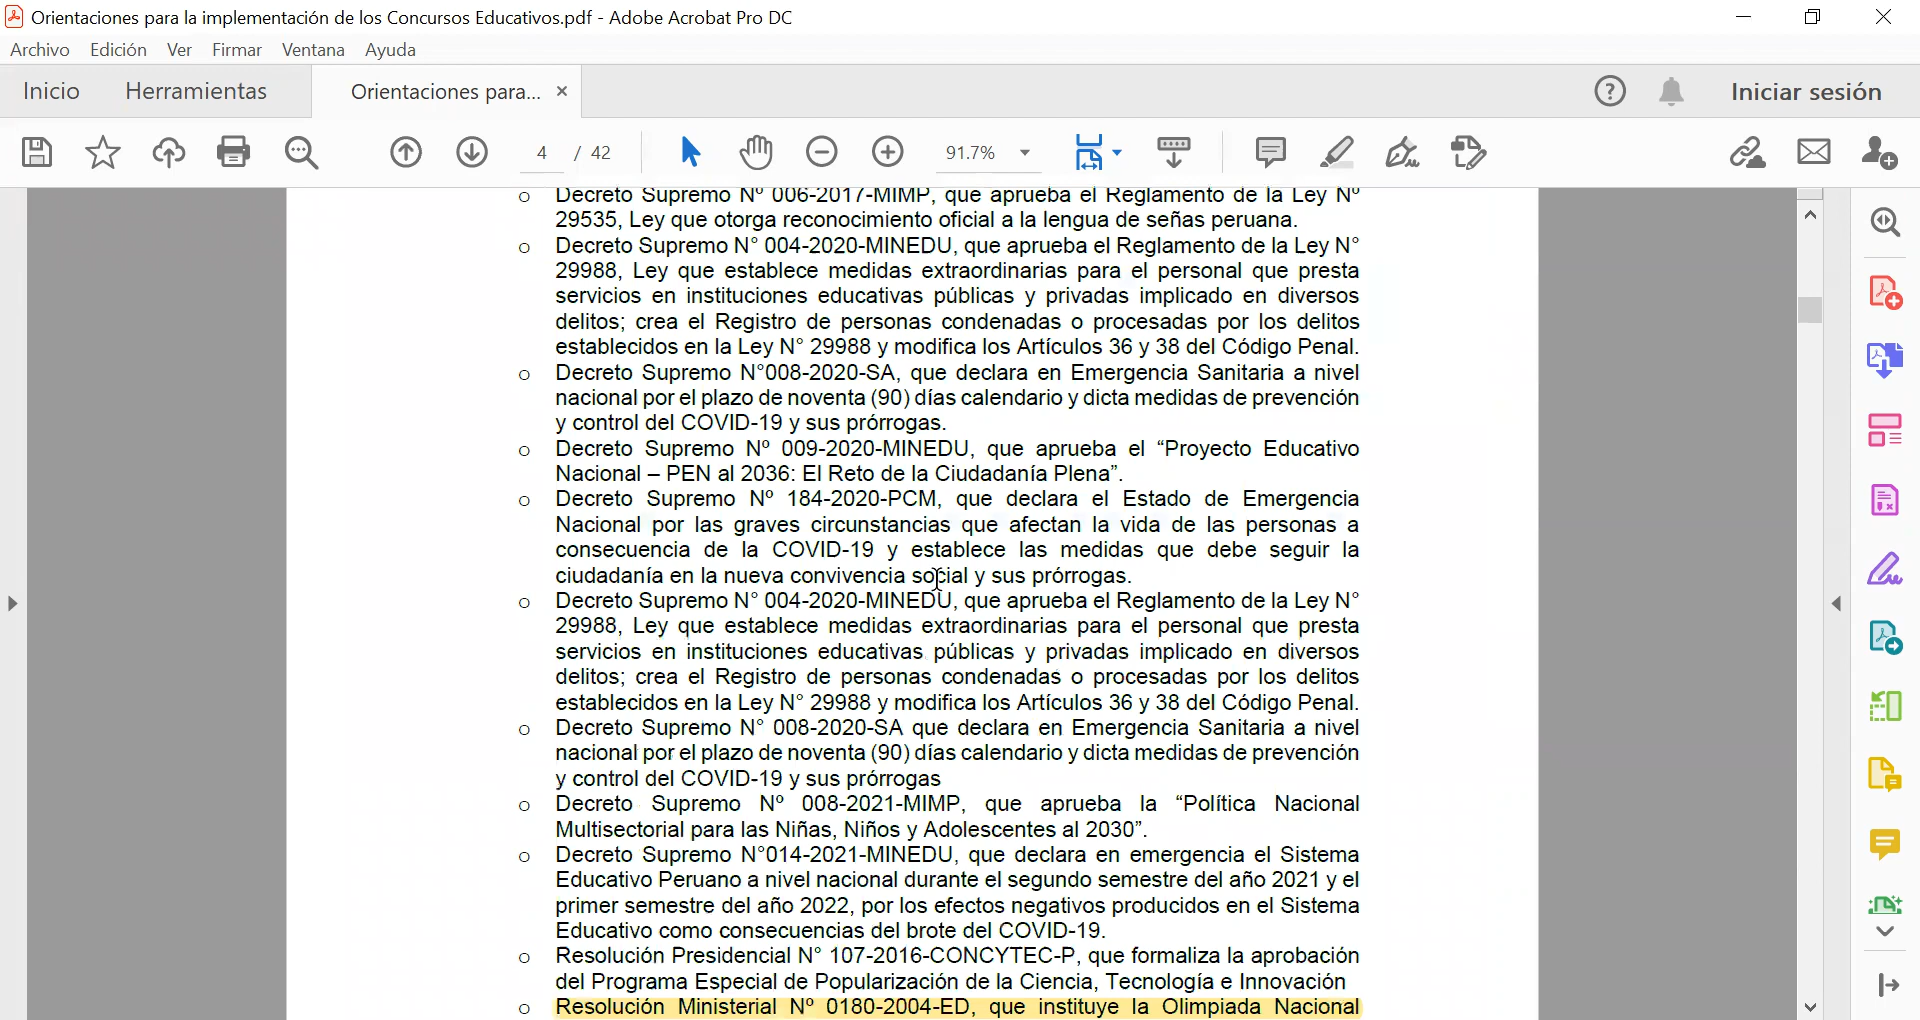 Orientaciones para la implementación de los Concursos Educativos.pdf - Adobe Acrobat Pro DC
Archivo Edición Ver Firmar Ventana Ayuda
Inicio Herramientas Orientaciones para... × ? Iniciar sesión
4 / 42 91.7%
o Decreto Supremo Nº 006-2017-MIMP, que aprueba el Reglamento de la Ley Nº
29535, Ley que otorga reconocimiento oficial a la lengua de señas peruana.
o Decreto Supremo N° 004-2020-MINEDU, que aprueba el Reglamento de la Ley N°
29988, Ley que establece medidas extraordinarias para el personal que presta
servicios en instituciones educativas públicas y privadas implicado en diversos
delitos; crea el Registro de personas condenadas o procesadas por los delitos
establecidos en la Ley N° 29988 y modifica los Artículos 36 y 38 del Código Penal.
o Decreto Supremo N°008-2020-SA, que declara en Emergencia Sanitaria a nivel
nacional por el plazo de noventa (90) días calendario y dicta medidas de prevención
y control del COVID-19 y sus prórrogas.
o Decreto Supremo Nº 009-2020-MINEDU, que aprueba el “Proyecto Educativo
Nacional – PEN al 2036: El Reto de la Ciudadanía Plena”.
o Decreto Supremo Nº 184-2020-PCM, que declara el Estado de Emergencia
Nacional por las graves circunstancias que afectan la vida de las personas a
consecuencia de la COVID-19 y establece las medidas que debe seguir la
ciudadanía en la nueva convivencia social y sus prórrogas.
o Decreto Supremo N° 004-2020-MINEDU, que aprueba el Reglamento de la Ley N°
29988, Ley que establece medidas extraordinarias para el personal que presta
servicios en instituciones educativas públicas y privadas implicado en diversos
delitos; crea el Registro de personas condenadas o procesadas por los delitos
establecidos en la Ley N° 29988 y modifica los Artículos 36 y 38 del Código Penal.
o Decreto Supremo N° 008-2020-SA que declara en Emergencia Sanitaria a nivel
nacional por el plazo de noventa (90) días calendario y dicta medidas de prevención
y control del COVID-19 y sus prórrogas
o Decreto Supremo Nº 008-2021-MIMP, que aprueba la “Política Nacional
Multisectorial para las Niñas, Niños y Adolescentes al 2030”.
o Decreto Supremo N°014-2021-MINEDU, que declara en emergencia el Sistema
Educativo Peruano a nivel nacional durante el segundo semestre del año 2021 y el
primer semestre del año 2022, por los efectos negativos producidos en el Sistema
Educativo como consecuencias del brote del COVID-19.
o Resolución Presidencial N° 107-2016-CONCYTEC-P, que formaliza la aprobación
del Programa Especial de Popularización de la Ciencia, Tecnología e Innovación
o Resolución Ministerial Nº 0180-2004-ED, que instituye la Olimpiada Nacional